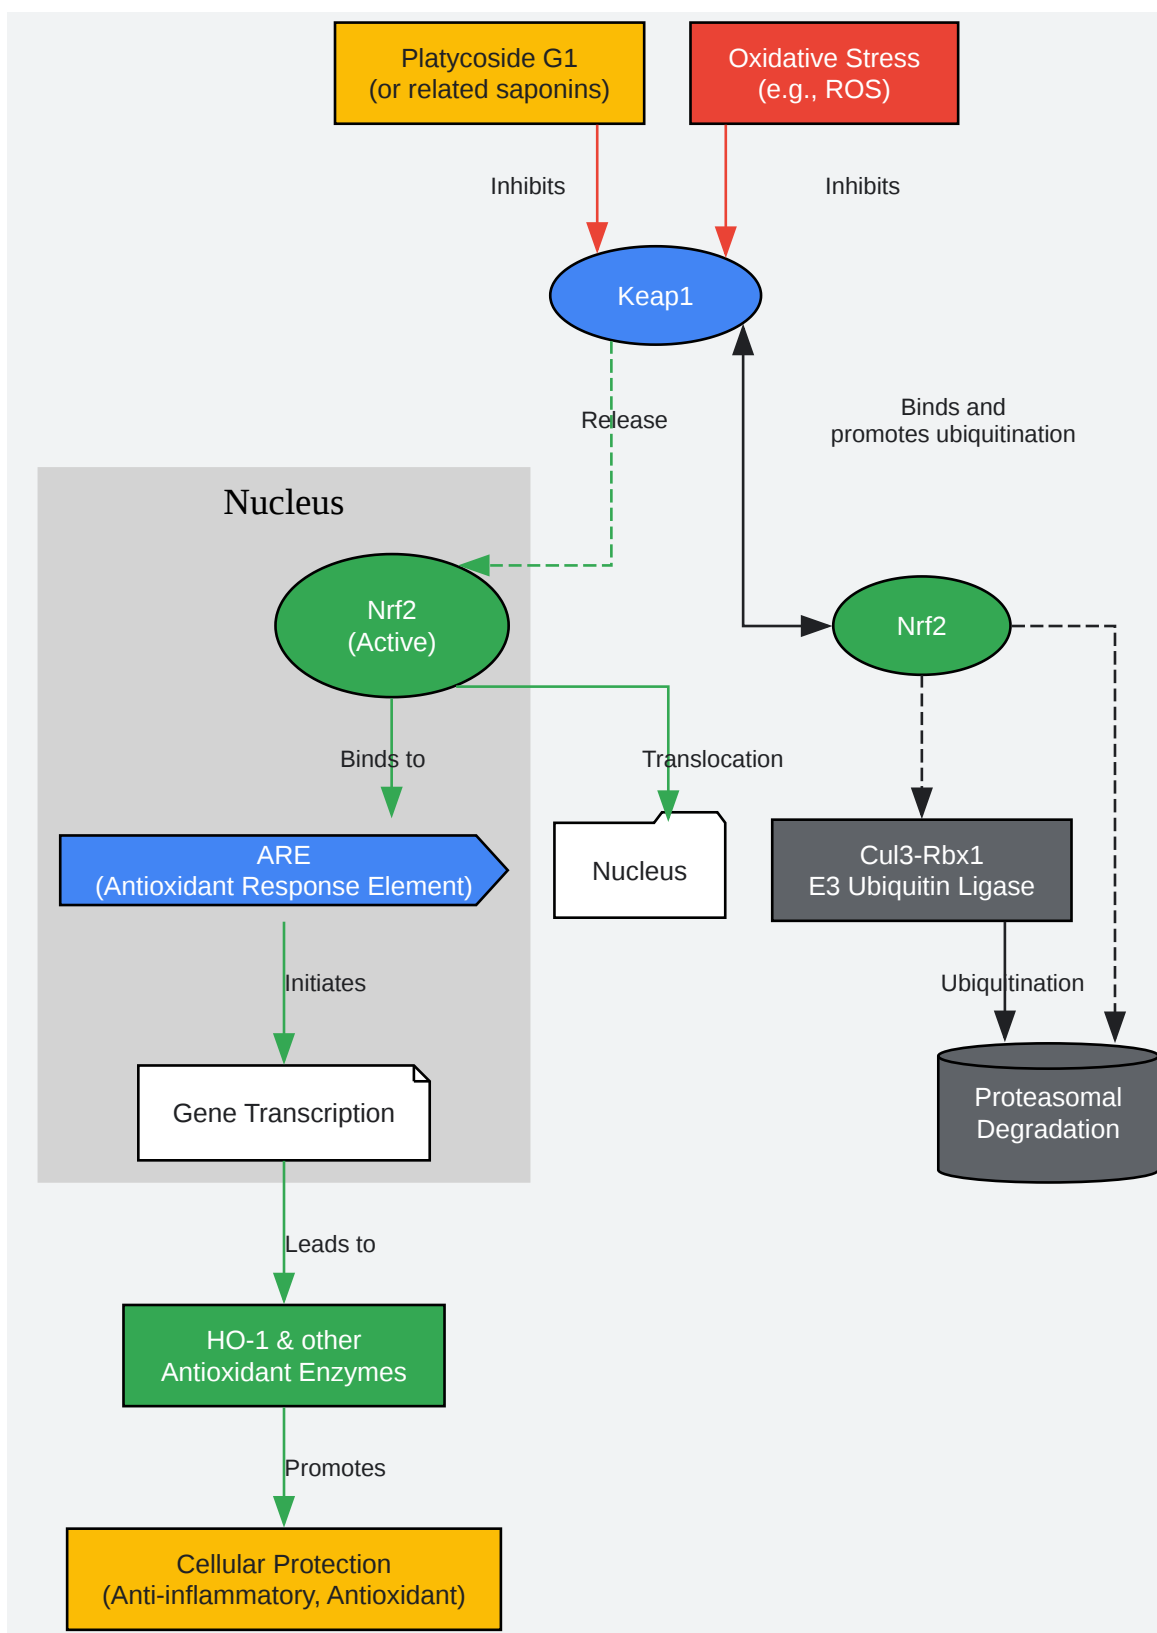 Platycoside G1
(or related saponins)
Oxidative Stress
(e.g., ROS)
Inhibits
Inhibits
Keap1
Release
Binds and
promotes ubiquitination
Nucleus
Nrf2
(Active)
Nrf2
Binds to
Translocation
ARE
(Antioxidant Response Element)
Nucleus
Cul3-Rbx1
E3 Ubiquitin Ligase
Initiates
Ubiquitination
Gene Transcription
Proteasomal
Degradation
Leads to
HO-1 & other
Antioxidant Enzymes
Promotes
Cellular Protection
(Anti-inflammatory, Antioxidant)